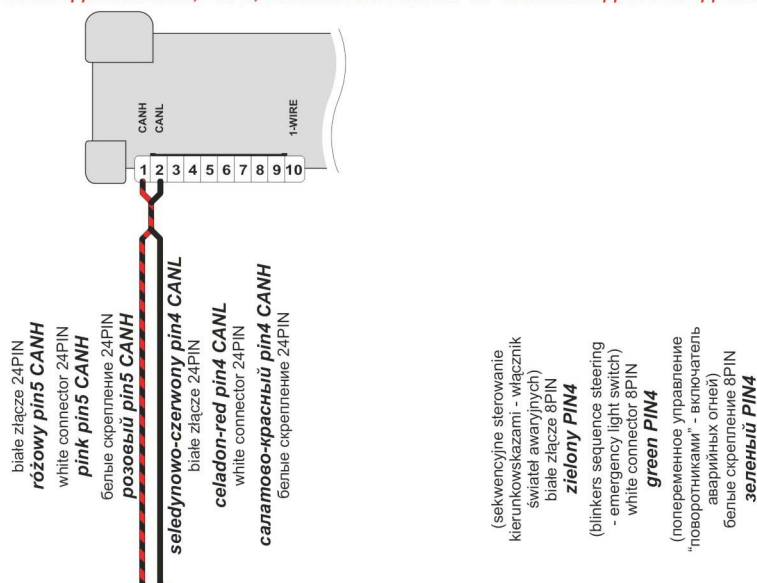 CANH
CANL
1-WIRE
1 2 3 4 5 6 7 8 9 10
białe złącze 24PIN
różowy pin5 CANH
white connector 24PIN
pink pin5 CANH
белые скрепление 24PIN
розовый pin5 CANH
seledynowo-czerwony pin4 CANL
białe złącze 24PIN
celadon-red pin4 CANL
white connector 24PIN
салатово-красный pin4 CANH
белые скрепление 24PIN
(sekwencyjne sterowanie
kierunkowskazami - włącznik
świateł awaryjnych)
białe złącze 8PIN
zielony PIN4
(blinkers sequence steering
- emergency light switch)
white connector 8PIN
green PIN4
(попеременное управление
"поворотниками" - включатель
аварийных огней)
белые скрепление 8PIN
зеленый PIN4